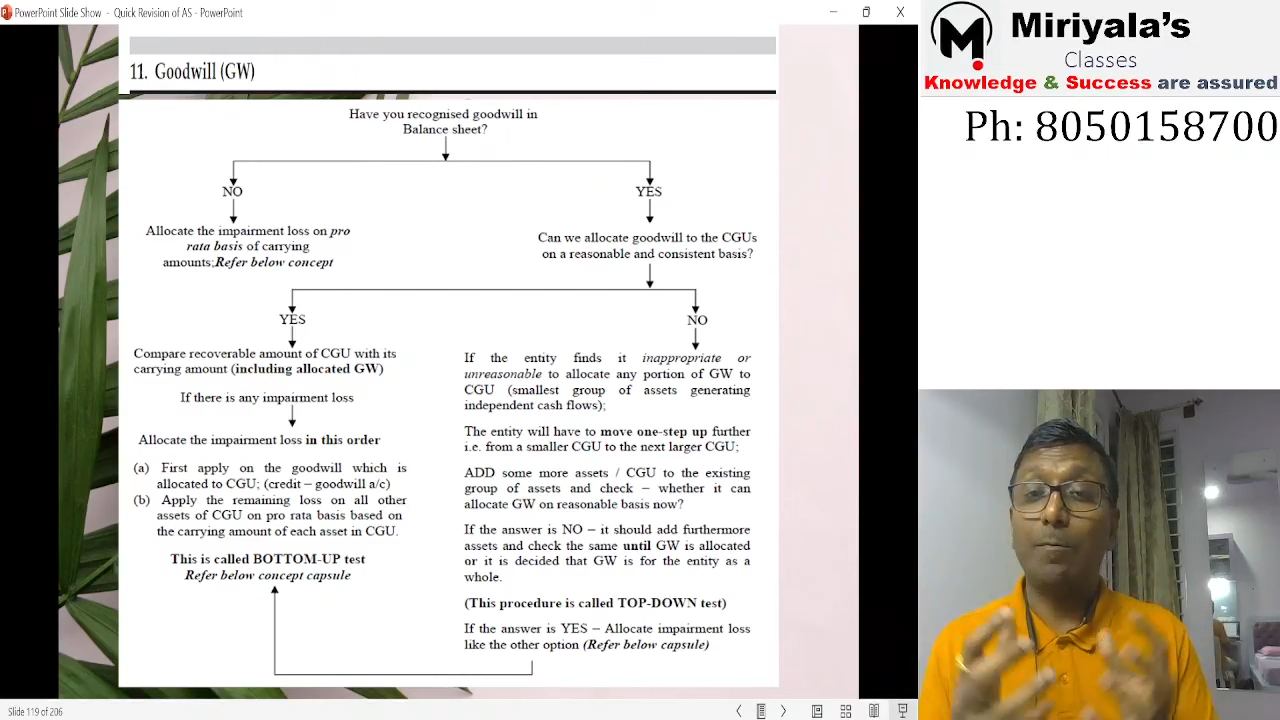 PowerPoint Slide Show - Quick Revision of AS - PowerPoint
Miriyala's
Classes
Knowledge & Success are assured
Ph: 8050158700
11. Goodwill (GW)
Have you recognised goodwill in
Balance sheet?
NO
YES
Allocate the impairment loss on pro
rata basis of carrying
amounts;Refer below concept
Can we allocate goodwill to the CGUs
on a reasonable and consistent basis?
YES
NO
Compare recoverable amount of CGU with its
carrying amount (including allocated GW)
If there is any impairment loss
Allocate the impairment loss in this order
(a) First apply on the goodwill which is
allocated to CGU; (credit – goodwill a/c)
(b) Apply the remaining loss on all other
assets of CGU on pro rata basis based on
the carrying amount of each asset in CGU.
This is called BOTTOM-UP test
Refer below concept capsule
If the entity finds it inappropriate or
unreasonable to allocate any portion of GW to
CGU (smallest group of assets generating
independent cash flows);
The entity will have to move one-step up further
i.e. from a smaller CGU to the next larger CGU;
ADD some more assets / CGU to the existing
group of assets and check – whether it can
allocate GW on reasonable basis now?
If the answer is NO – it should add furthermore
assets and check the same until GW is allocated
or it is decided that GW is for the entity as a
whole.
(This procedure is called TOP-DOWN test)
If the answer is YES – Allocate impairment loss
like the other option (Refer below capsule)
Slide 119 of 206